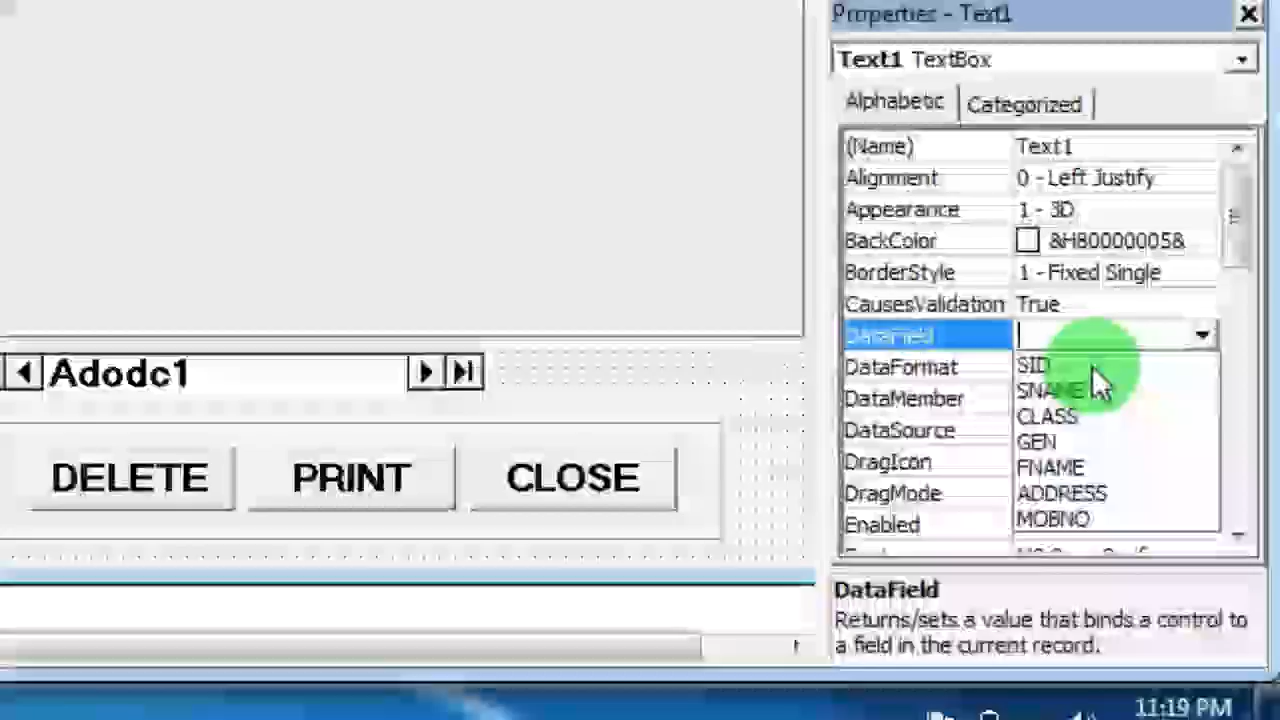 Properties - Text1
Text1 TextBox
Alphabetic Categorized
(Name) Text1
Alignment 0 - Left Justify
Appearance 1 - 3D
BackColor &H80000005&
BorderStyle 1 - Fixed Single
CausesValidation True
DataField
DataFormat SID
DataMember SNAME
CLASS
DataSource GEN
DragIcon FNAME
DragMode ADDRESS
Enabled MOBNO
Adodc1
DELETE PRINT CLOSE
DataField
Returns/sets a value that binds a control to
a field in the current record.
11:19 PM